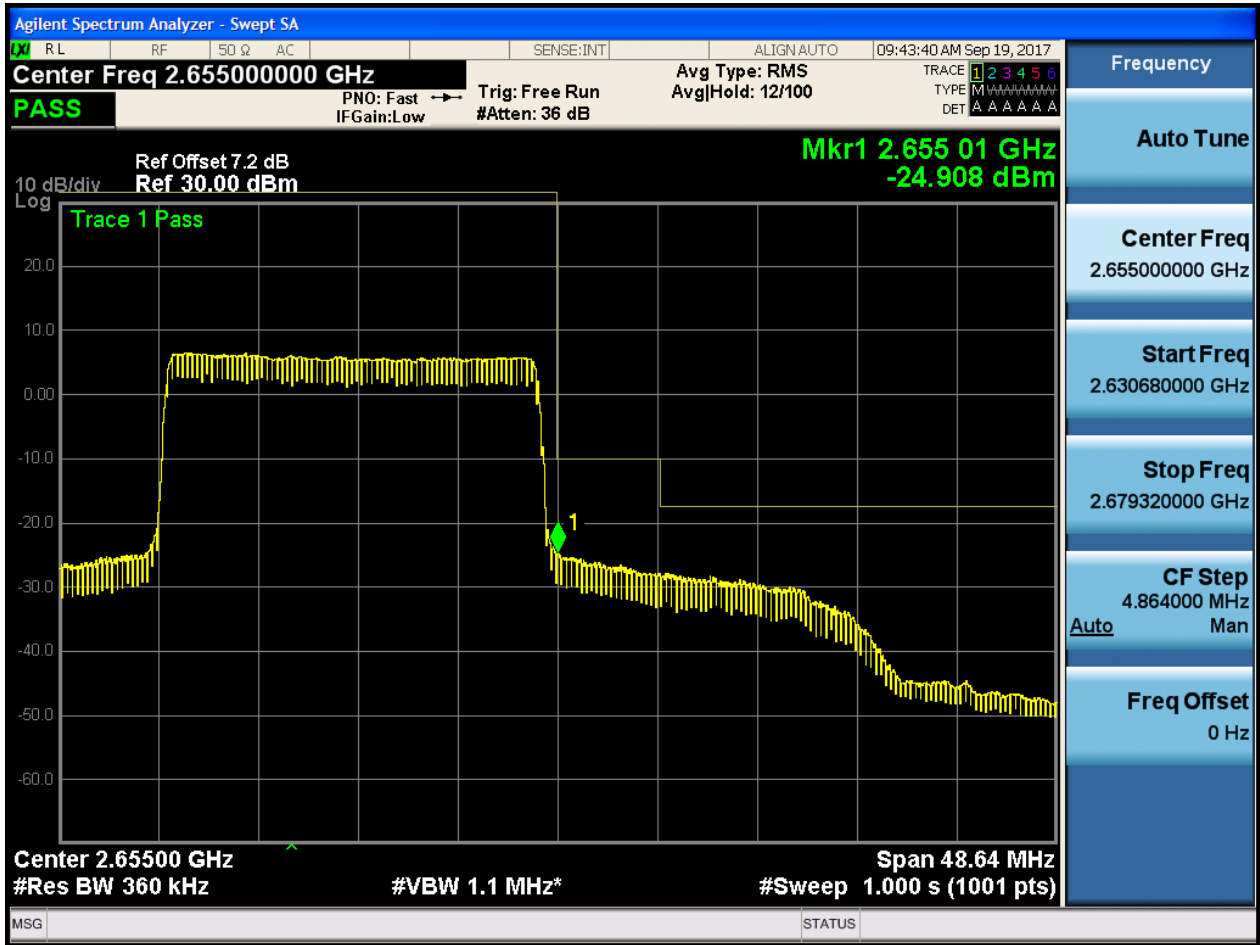 Agilent Spectrum Analyzer - Swept SA
LXI RL RF 50 Ω AC SENSE:INT ALIGN AUTO 09:43:40 AM Sep 19, 2017
Center Freq 2.655000000 GHz
PASS
PNO: Fast
IFGain:Low
Trig: Free Run
#Atten: 36 dB
Avg Type: RMS
Avg|Hold: 12/100
TRACE 1 2 3 4 5 6
TYPE M
DET A A A A A A
Mkr1 2.655 01 GHz
-24.908 dBm
Ref Offset 7.2 dB
10 dB/div Ref 30.00 dBm
Log
Trace 1 Pass
20.0
10.0
0.00
-10.0
-20.0
-30.0
-40.0
-50.0
-60.0
1
Center 2.65500 GHz Span 48.64 MHz
#Res BW 360 kHz #VBW 1.1 MHz* #Sweep 1.000 s (1001 pts)
MSG STATUS
Frequency
Auto Tune
Center Freq
2.655000000 GHz
Start Freq
2.630680000 GHz
Stop Freq
2.679320000 GHz
CF Step
4.864000 MHz
Auto Man
Freq Offset
0 Hz